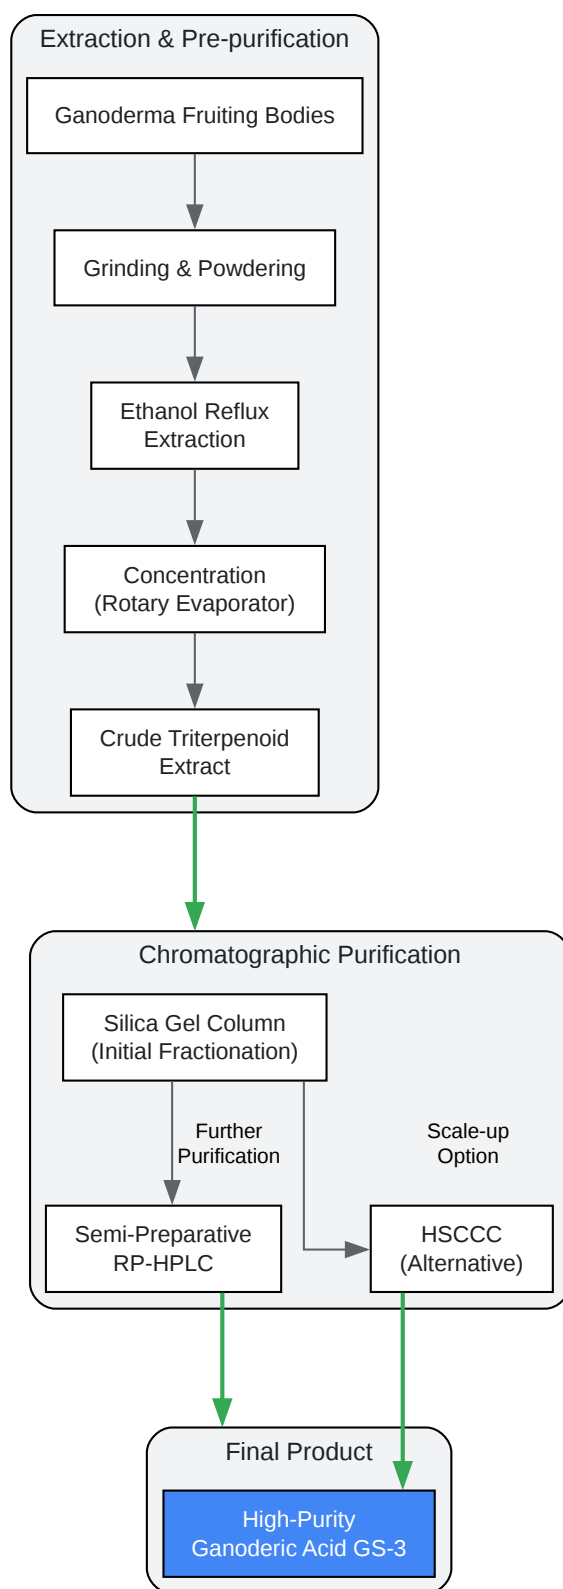 Extraction & Pre-purification
Ganoderma Fruiting Bodies
Grinding & Powdering
Ethanol Reflux
Extraction
Concentration
(Rotary Evaporator)
Crude Triterpenoid
Extract
Chromatographic Purification
Silica Gel Column
(Initial Fractionation)
Further
Purification
Scale-up
Option
Semi-Preparative
RP-HPLC
HSCCC
(Alternative)
Final Product
High-Purity
Ganoderic Acid GS-3